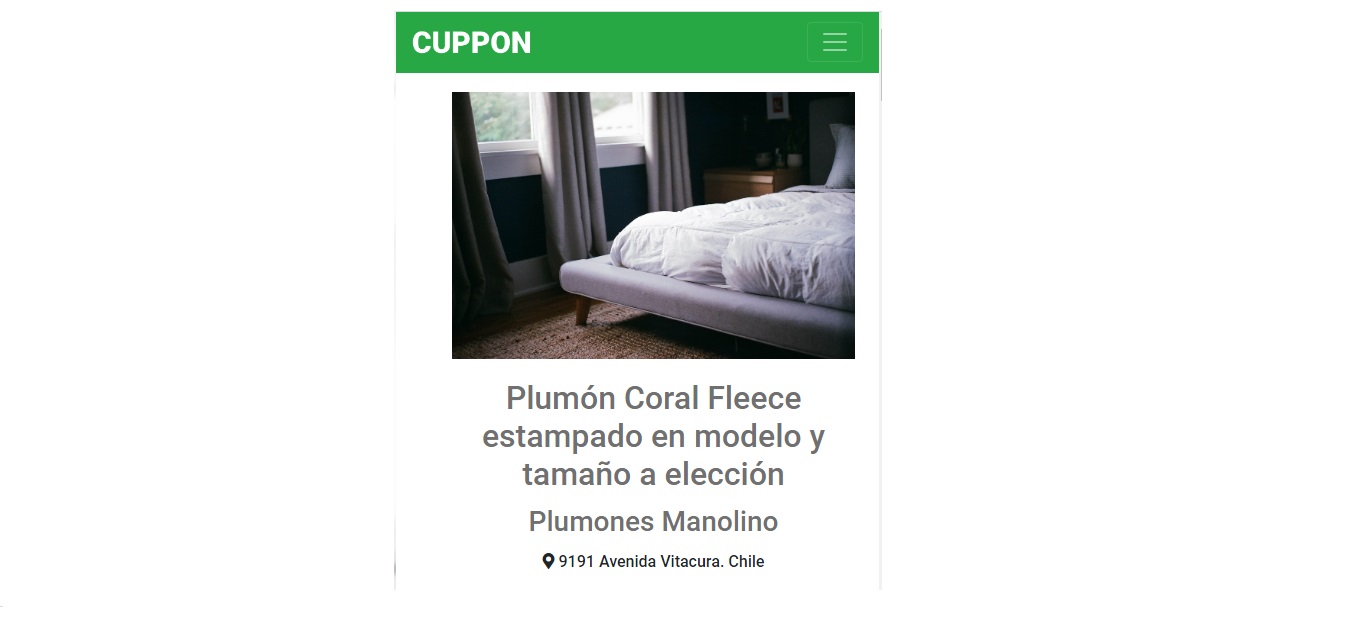 CUPPON
Plumón Coral Fleece
estampado en modelo y
tamaño a elección
Plumones Manolino
9191 Avenida Vitacura. Chile